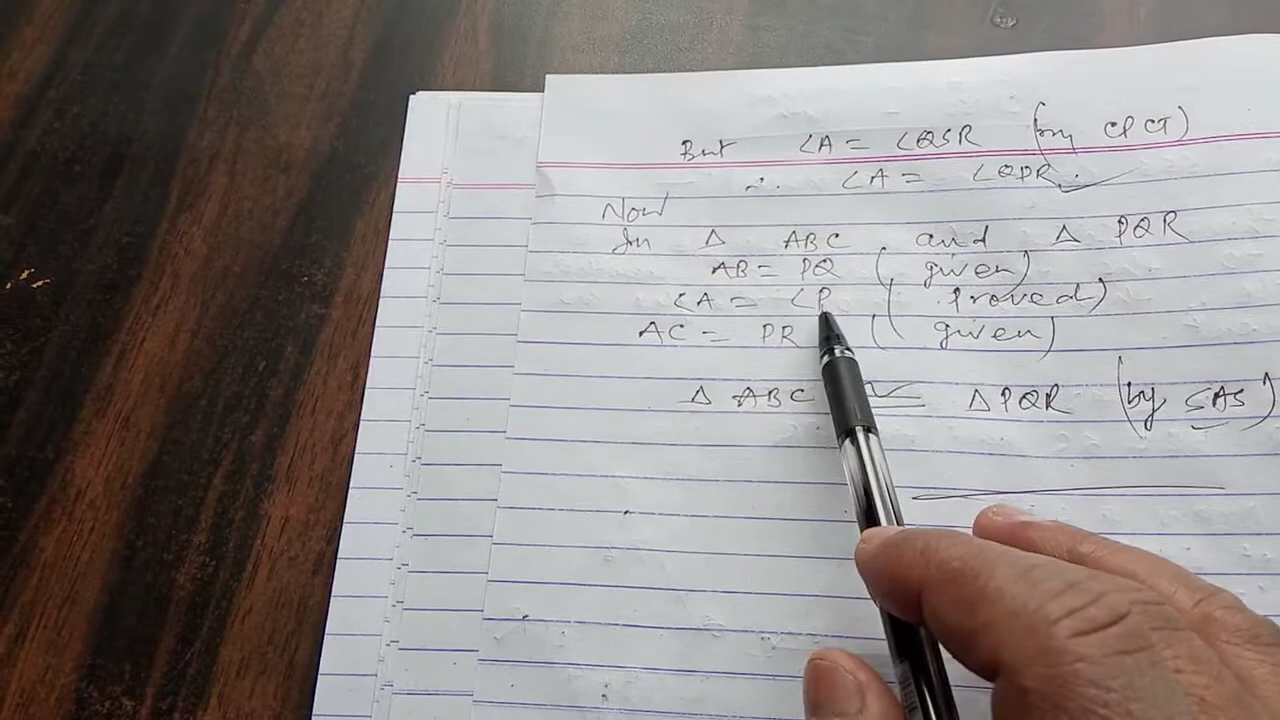 But ∠A = ∠QSR (by CPCT)
∴ ∠A = ∠QPR.
Now
In Δ ABC and Δ PQR
AB = PQ (given)
∠A = ∠P (proved)
AC = PR (given)
Δ ABC ≅ Δ PQR (by SAS)